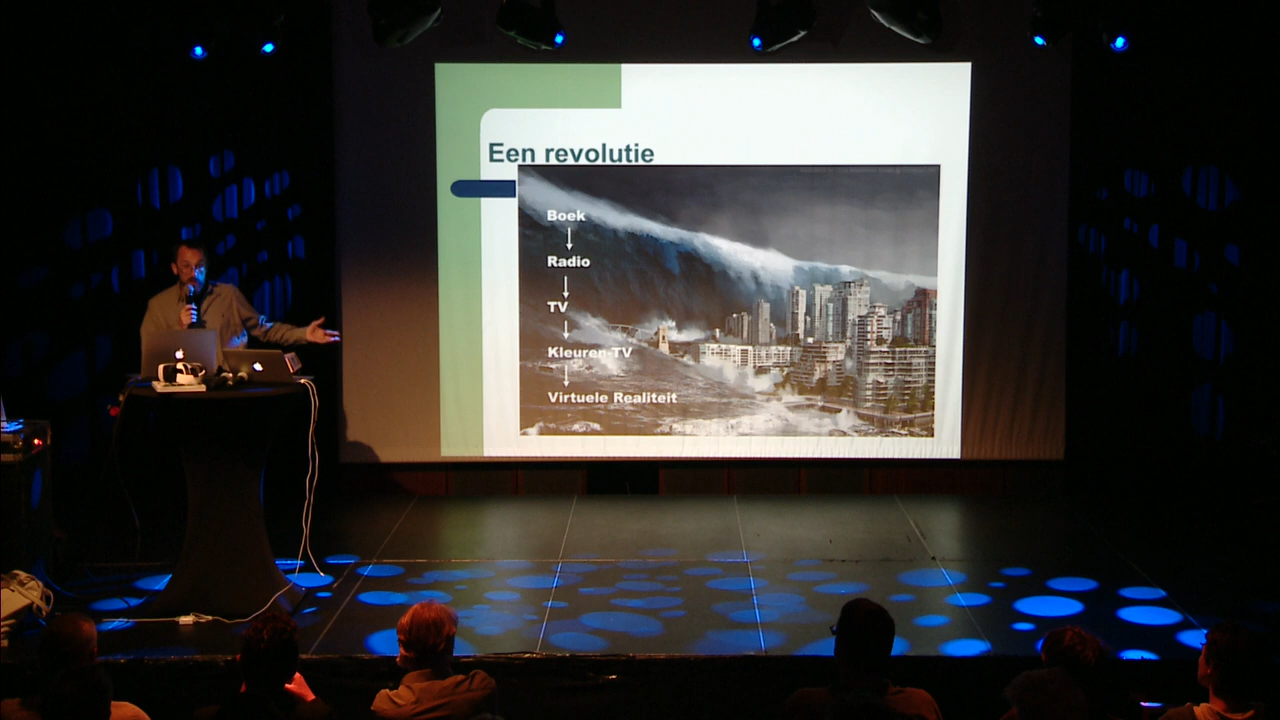 Een revolutie
Boek
Radio
TV
Kleuren-TV
Virtuele Realiteit